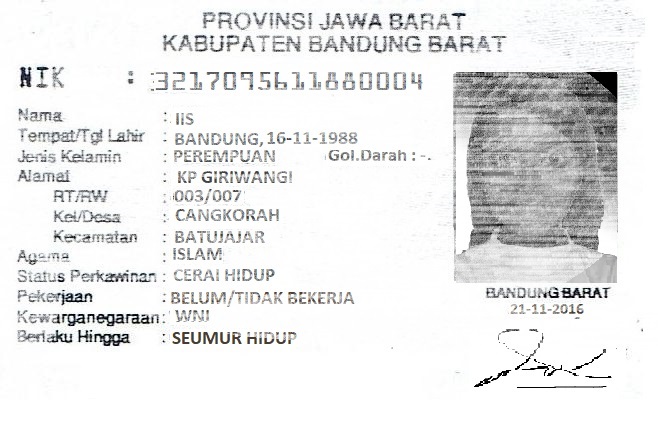 PROVINSI JAWA BARAT
KABUPATEN BANDUNG BARAT
NIK : 3217095611880004
Nama : IIS
Tempat/Tgl Lahir : BANDUNG, 16-11-1988
Jenis Kelamin : PEREMPUAN Gol.Darah : -.
Alamat : KP GIRIWANGI
RT/RW : 003/007
Kel/Desa : CANGKORAH
Kecamatan : BATUJAJAR
Agama : ISLAM
Status Perkawinan : CERAI HIDUP
Pekerjaan : BELUM/TIDAK BEKERJA
Kewarganegaraan : WNI
Berlaku Hingga : SEUMUR HIDUP
BANDUNG BARAT
21-11-2016